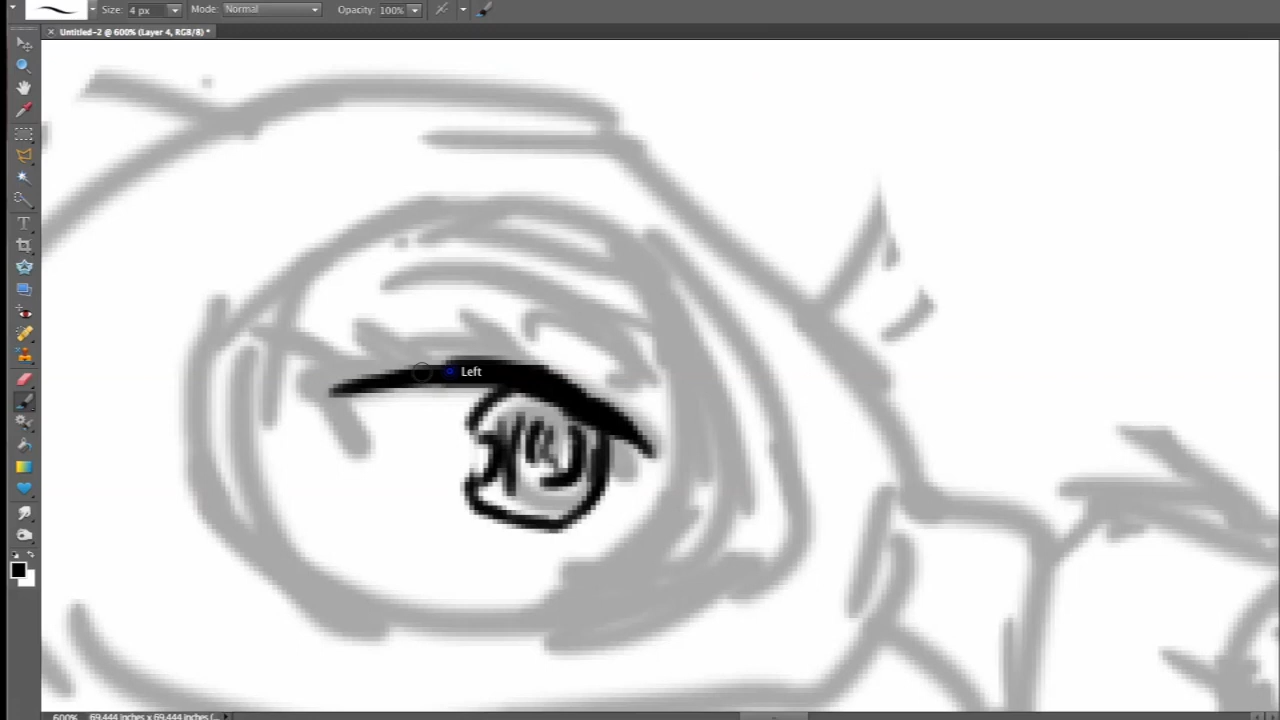 Size: 4 px Mode: Normal Opacity: 100%
Untitled-2 @ 600% (Layer 4, RGB/8) *
Left
600% 69.444 inches x 69.444 inches (...